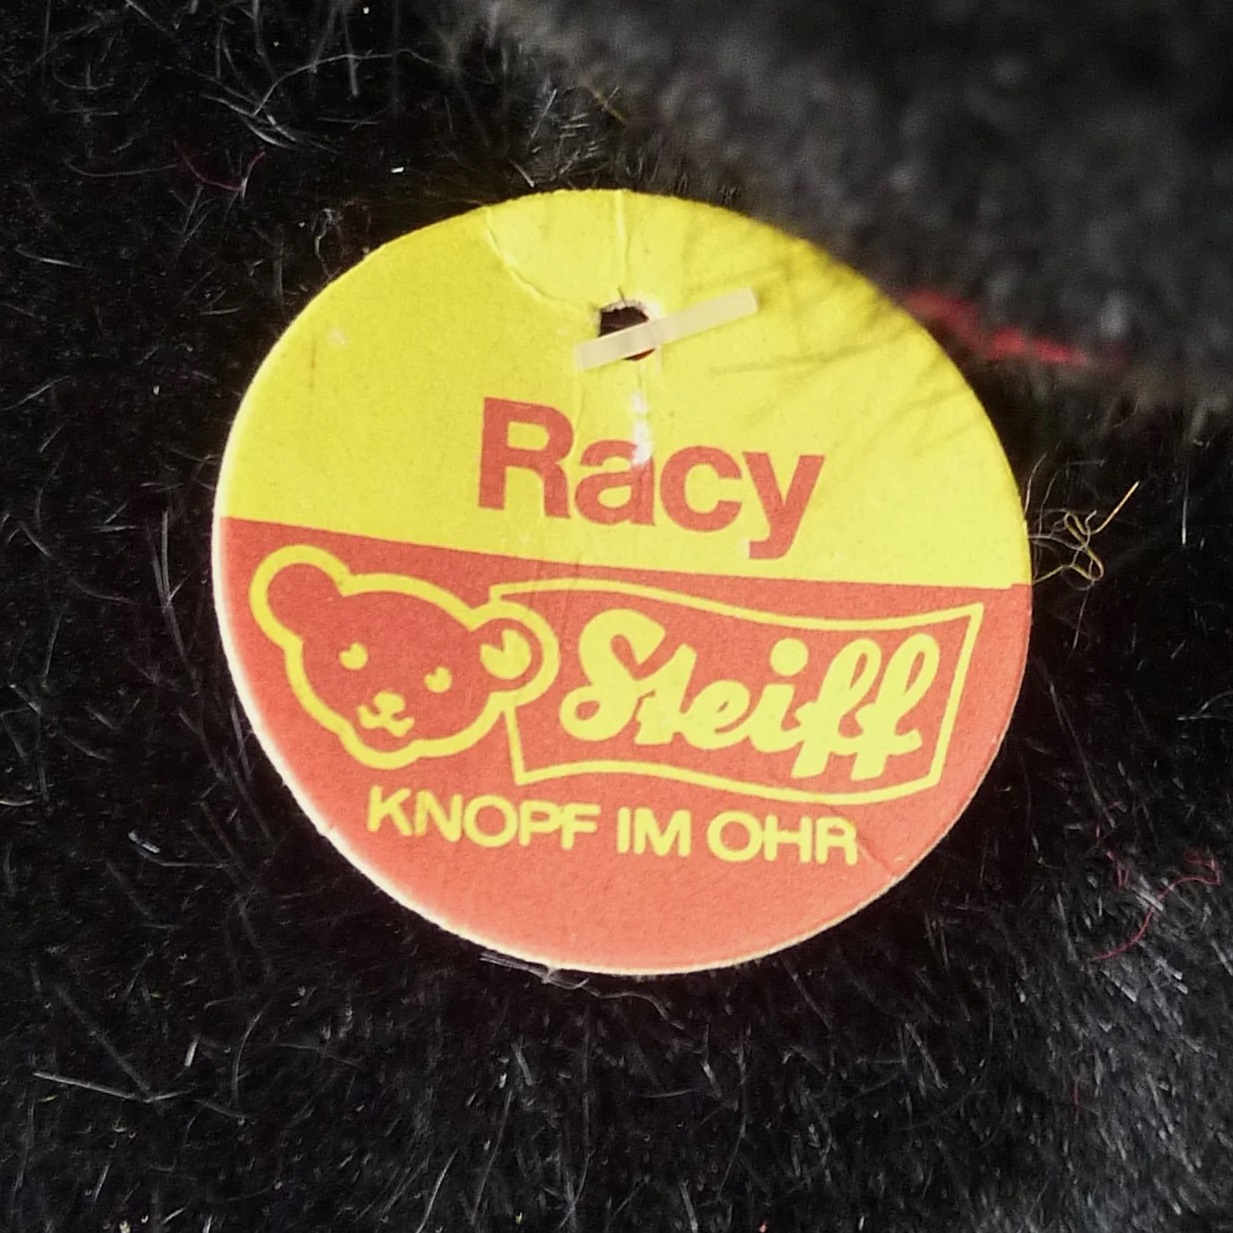 Racy
Steiff
KNOPF IM OHR